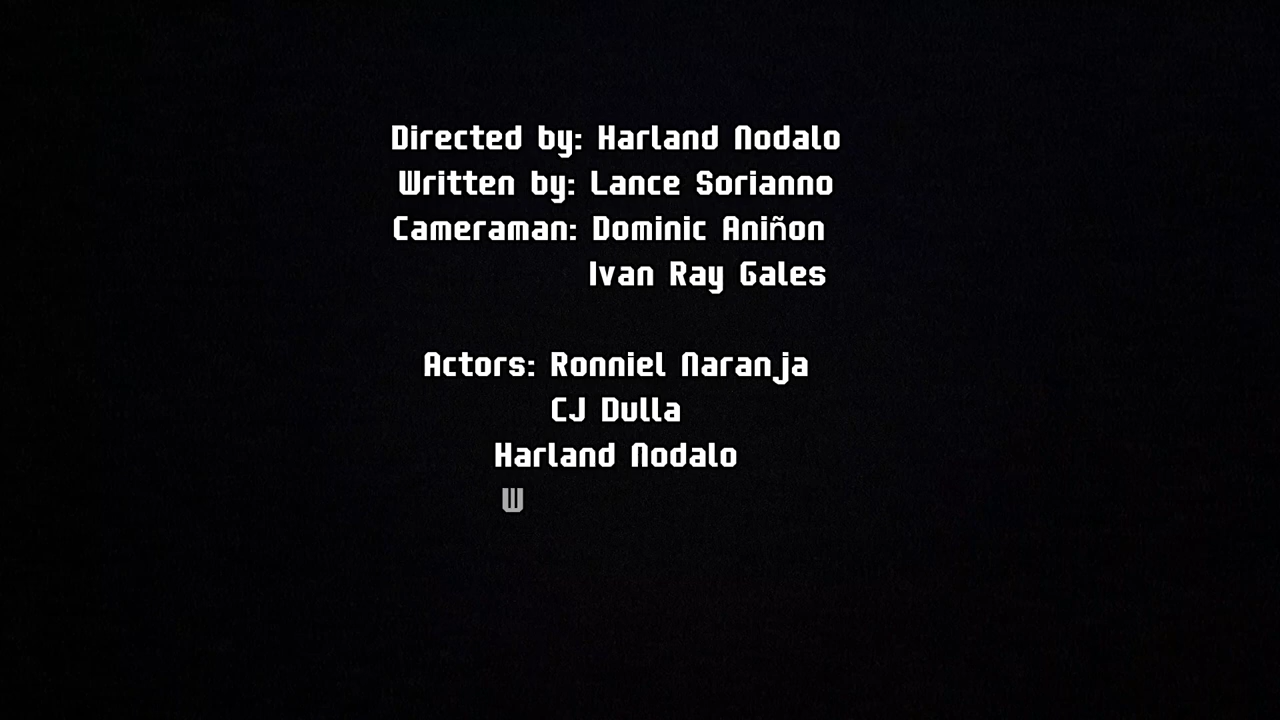 Directed by: Harland Nodalo
Written by: Lance Sorianno
Cameraman: Dominic Aniñon
Ivan Ray Gales
Actors: Ronniel Naranja
CJ Dulla
Harland Nodalo
W